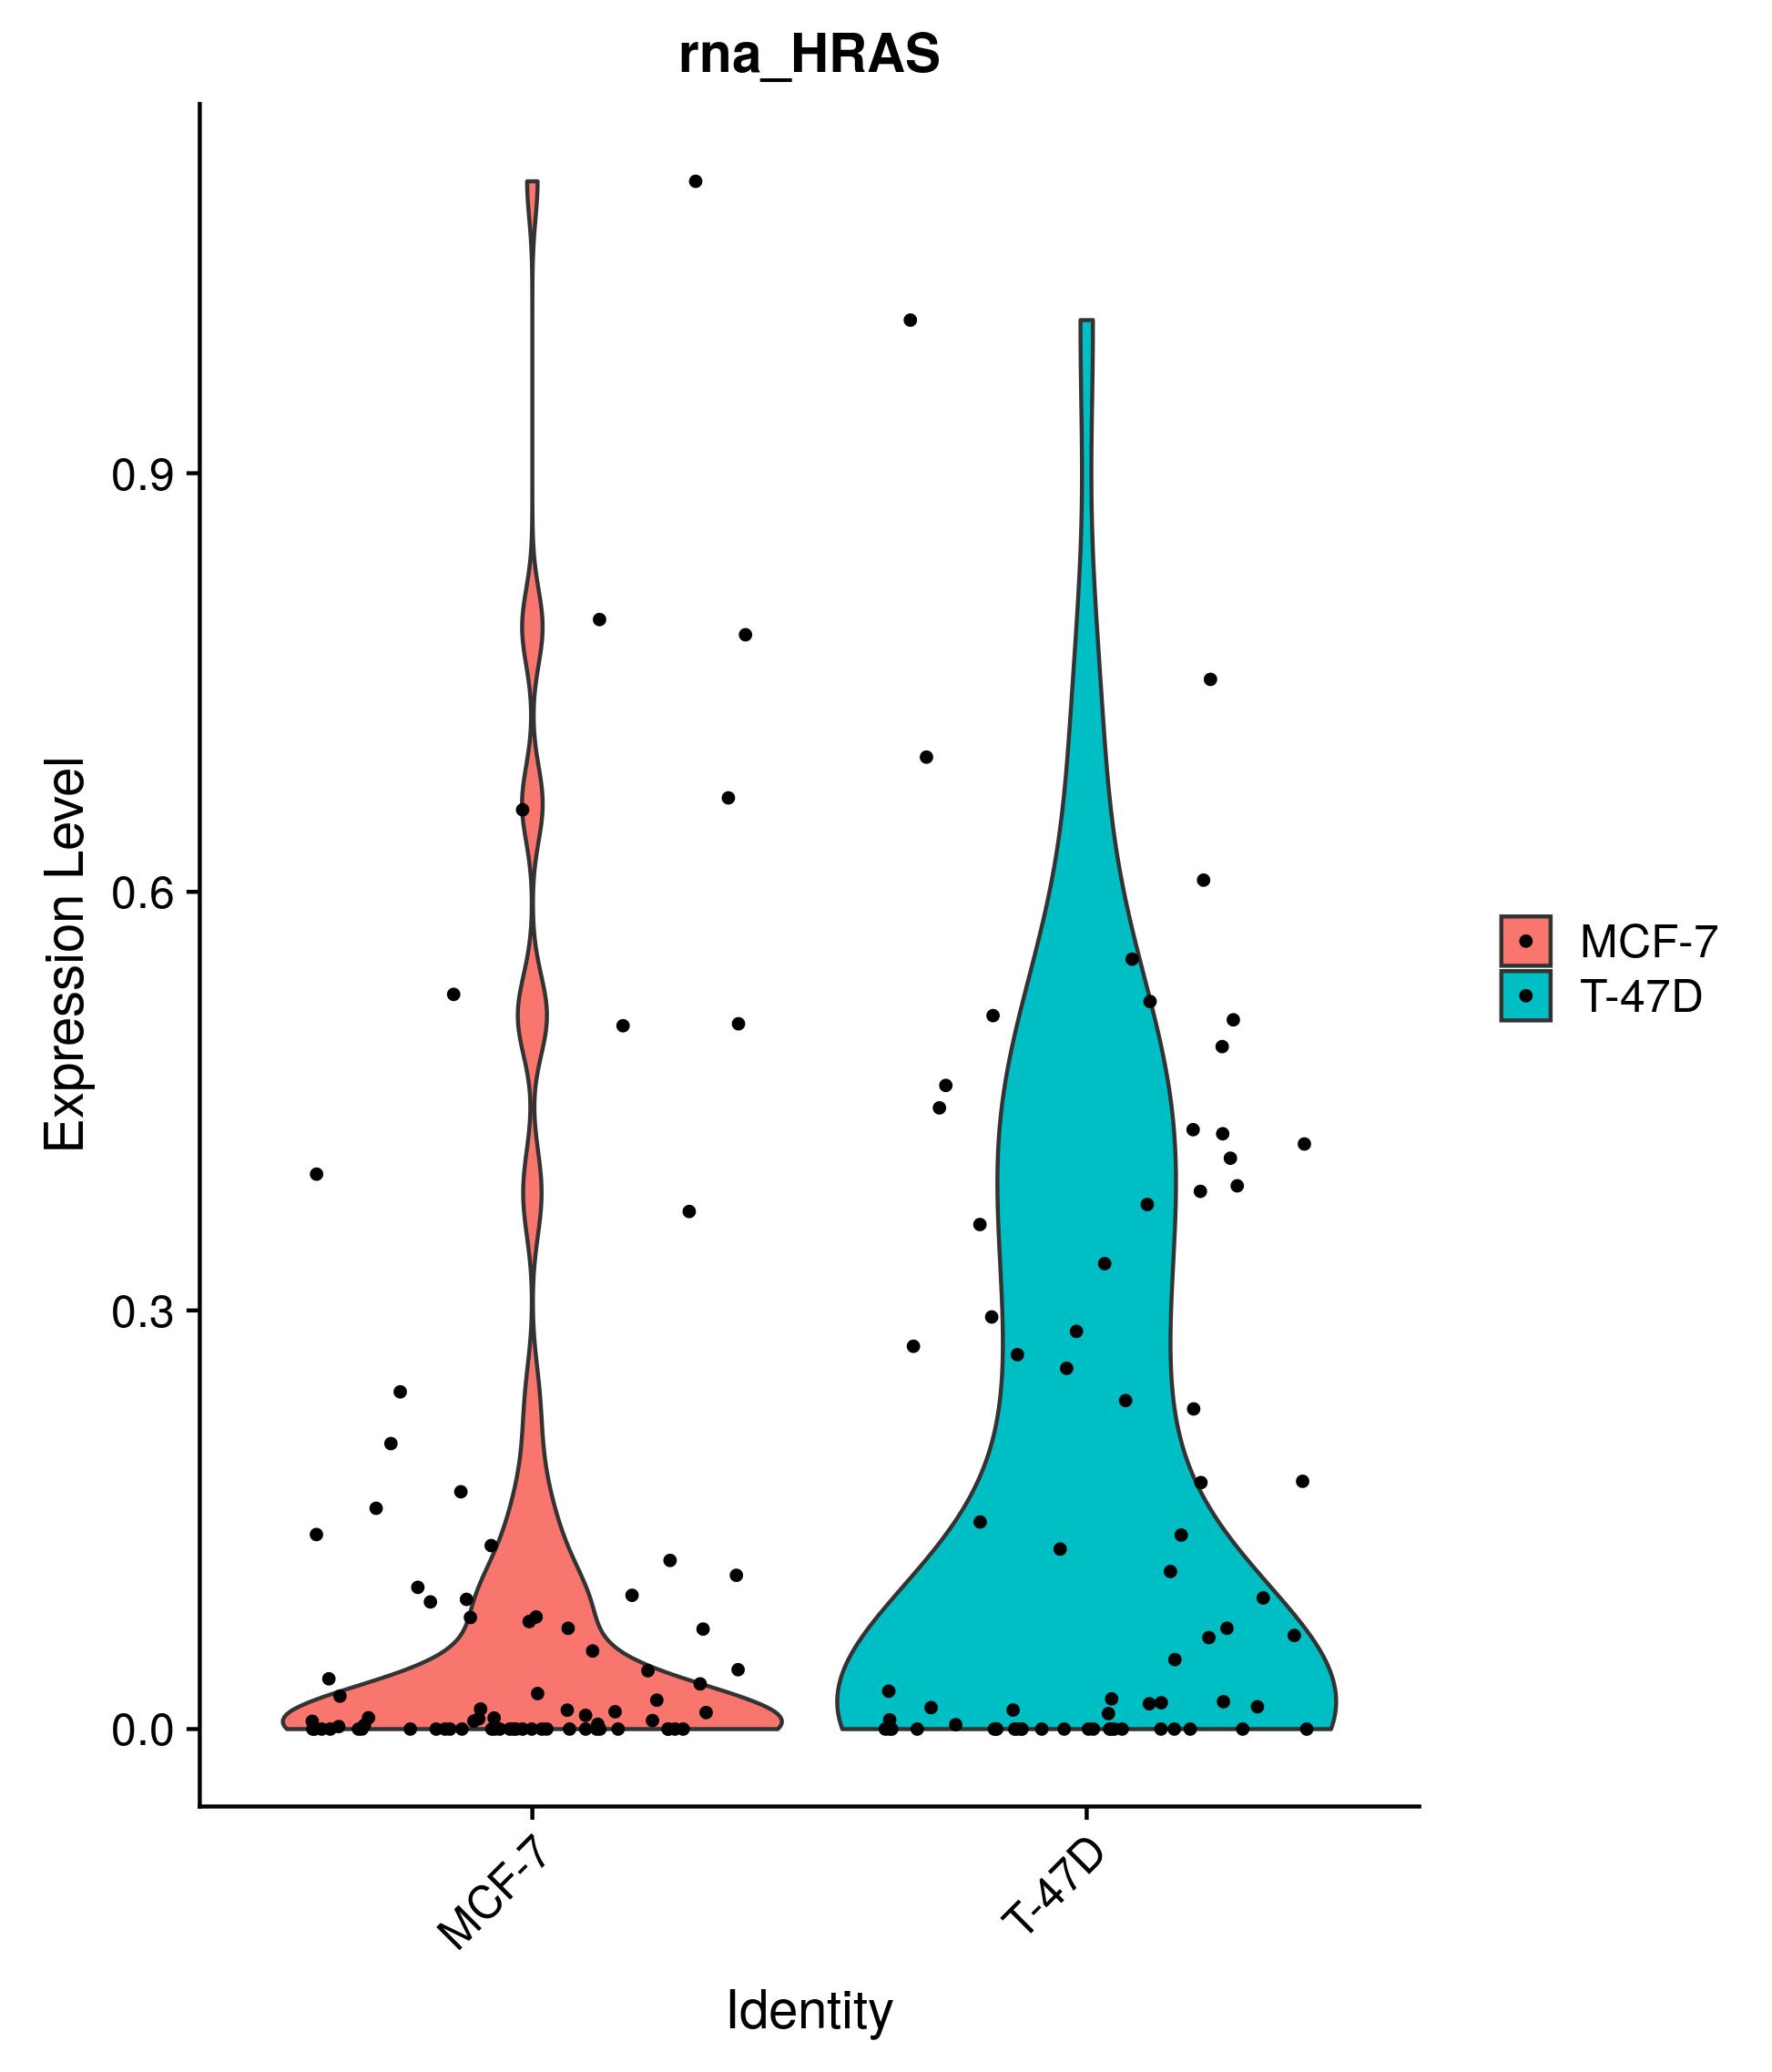 rna_HRAS
Expression Level
0.9
0.6
0.3
0.0
MCF-7
T-47D
Identity
MCF-7
T-47D